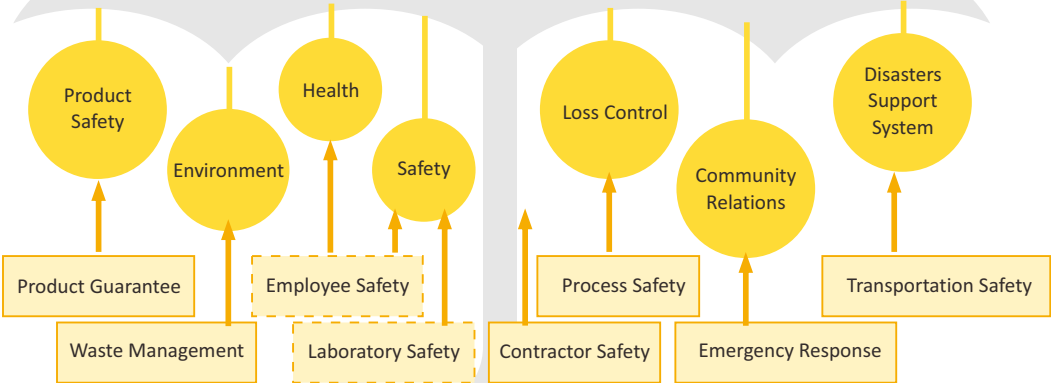 Product
Safety
Environment
Health
Safety
Loss Control
Community
Relations
Disasters
Support
System
Product Guarantee
Employee Safety
Process Safety
Transportation Safety
Waste Management
Laboratory Safety
Contractor Safety
Emergency Response